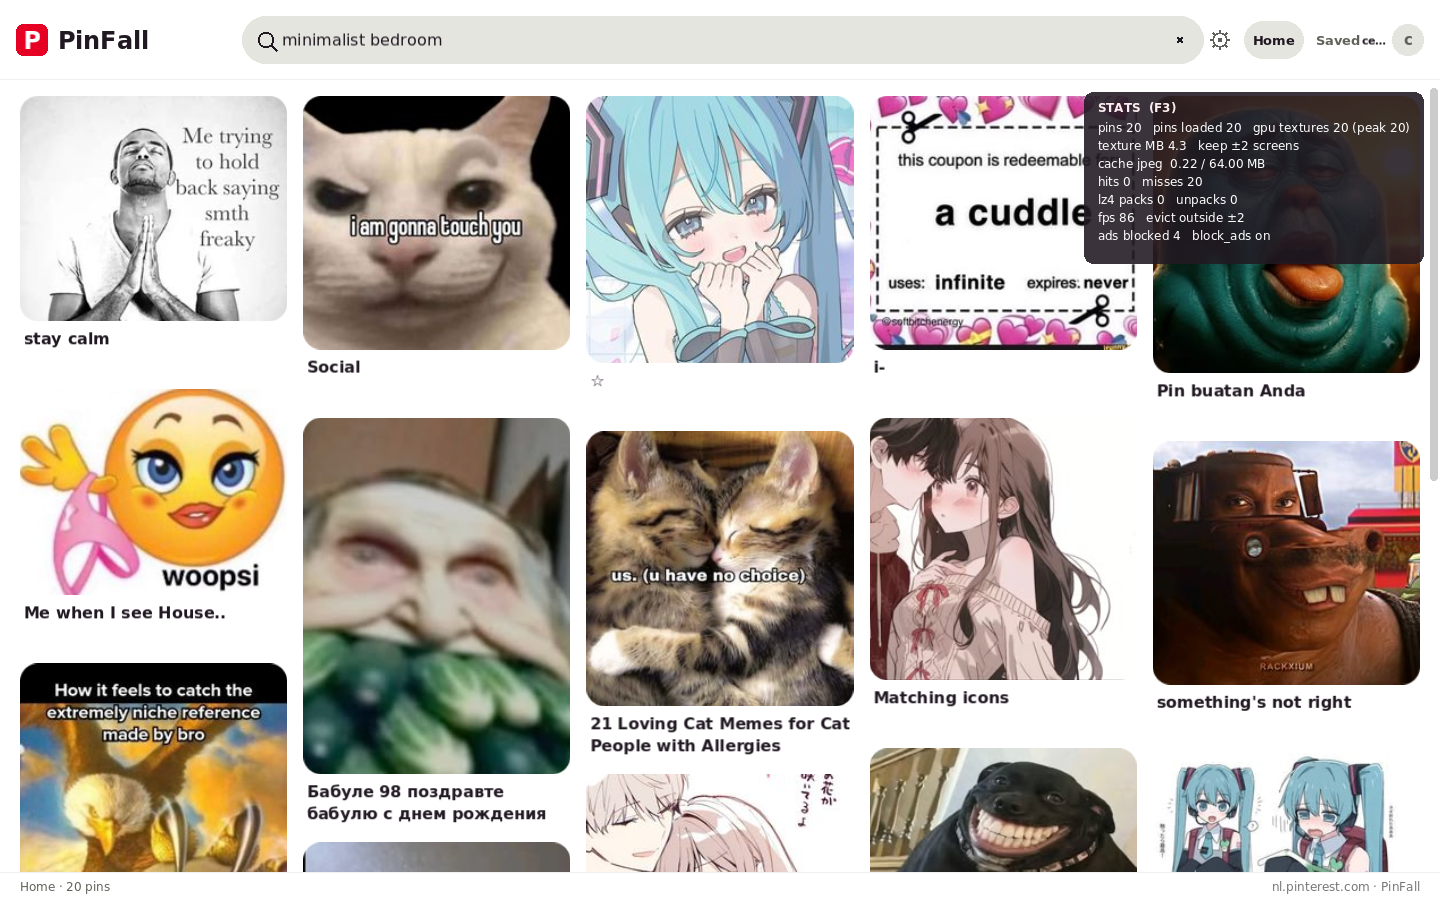 P PinFall
minimalist bedroom
Home
Saved
ce...
C
STATS (F3)
pins 20 pins loaded 20 gpu textures 20 (peak 20)
texture MB 4.3 keep ±2 screens
cache jpeg 0.22 / 64.00 MB
hits 0 misses 20
lz4 packs 0 unpacks 0
fps 86 evict outside ±2
ads blocked 4 block_ads on
Me trying
to hold
back saying
smth
freaky
stay calm
i am gonna touch you
Social
☆
this coupon is redeemable
a cuddle
uses: infinite expires: never
@softbitchenergy
i-
Pin buatan Anda
woopsi
Me when I see House..
Бабуле 98 поздравте
бабулю с днем рождения
us. (u have no choice)
21 Loving Cat Memes for Cat
People with Allergies
Matching icons
RACKXIUM
something's not right
How it feels to catch the
extremely niche reference
made by bro
Home · 20 pins
nl.pinterest.com · PinFall